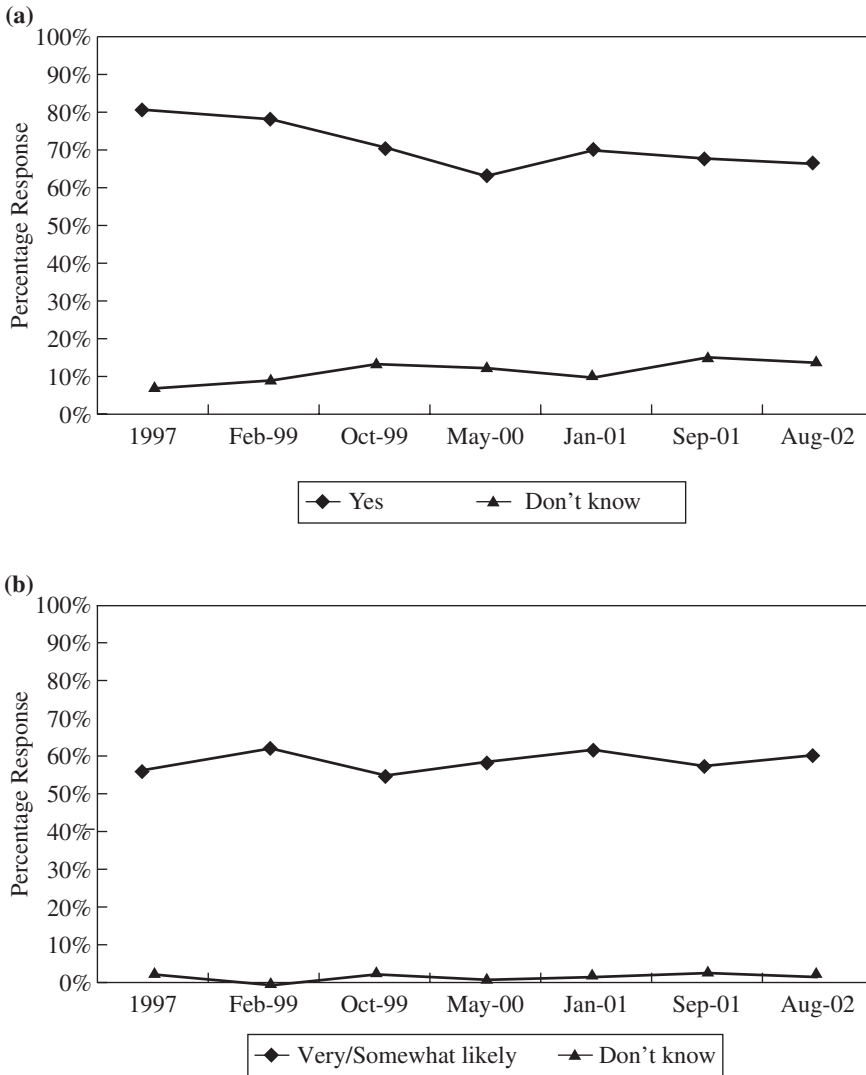 (a)
100%
90%
80%
70%
60%
50%
40%
30%
20%
10%
0%
Percentage Response
1997 Feb-99 Oct-99 May-00 Jan-01 Sep-01 Aug-02
Yes Don't know
(b)
100%
90%
80%
70%
60%
50%
40%
30%
20%
10%
0%
Percentage Response
1997 Feb-99 Oct-99 May-00 Jan-01 Sep-01 Aug-02
Very/Somewhat likely Don't know